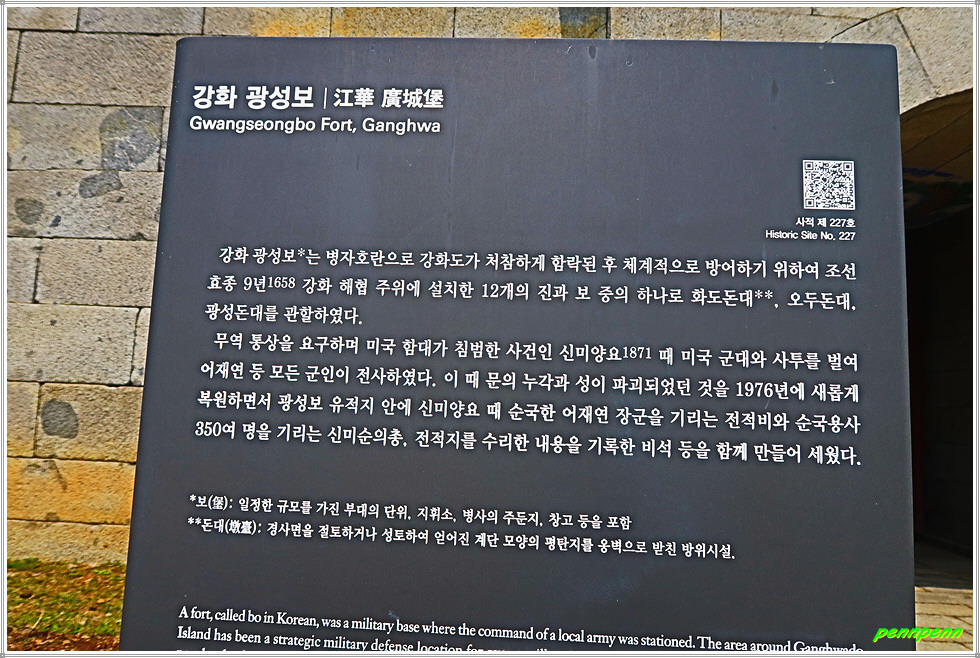 강화 광성보 | 江華 廣城堡
Gwangseongbo Fort, Ganghwa
사적 제 227호
Historic Site No. 227
강화 광성보*는 병자호란으로 강화도가 처참하게 함락된 후 체계적으로 방어하기 위하여 조선
효종 9년1658 강화 해협 주위에 설치한 12개의 진과 보 중의 하나로 화도돈대**, 오두돈대,
광성돈대를 관할하였다.
무역 통상을 요구하며 미국 함대가 침범한 사건인 신미양요1871 때 미국 군대와 사투를 벌여
어재연 등 모든 군인이 전사하였다. 이 때 문의 누각과 성이 파괴되었던 것을 1976년에 새롭게
복원하면서 광성보 유적지 안에 신미양요 때 순국한 어재연 장군을 기리는 전적비와 순국용사
350여 명을 기리는 신미순의총, 전적지를 수리한 내용을 기록한 비석 등을 함께 만들어 세웠다.
*보(堡): 일정한 규모를 가진 부대의 단위, 지휘소, 병사의 주둔지, 창고 등을 포함
**돈대(墩臺): 경사면을 절토하거나 성토하여 얻어진 계단 모양의 평탄지를 옹벽으로 받친 방위시설.
A fort, called bo in Korean, was a military base where the command of a local army was stationed. The area around Ganghwado
Island has been a strategic military defense location for
pennpenn